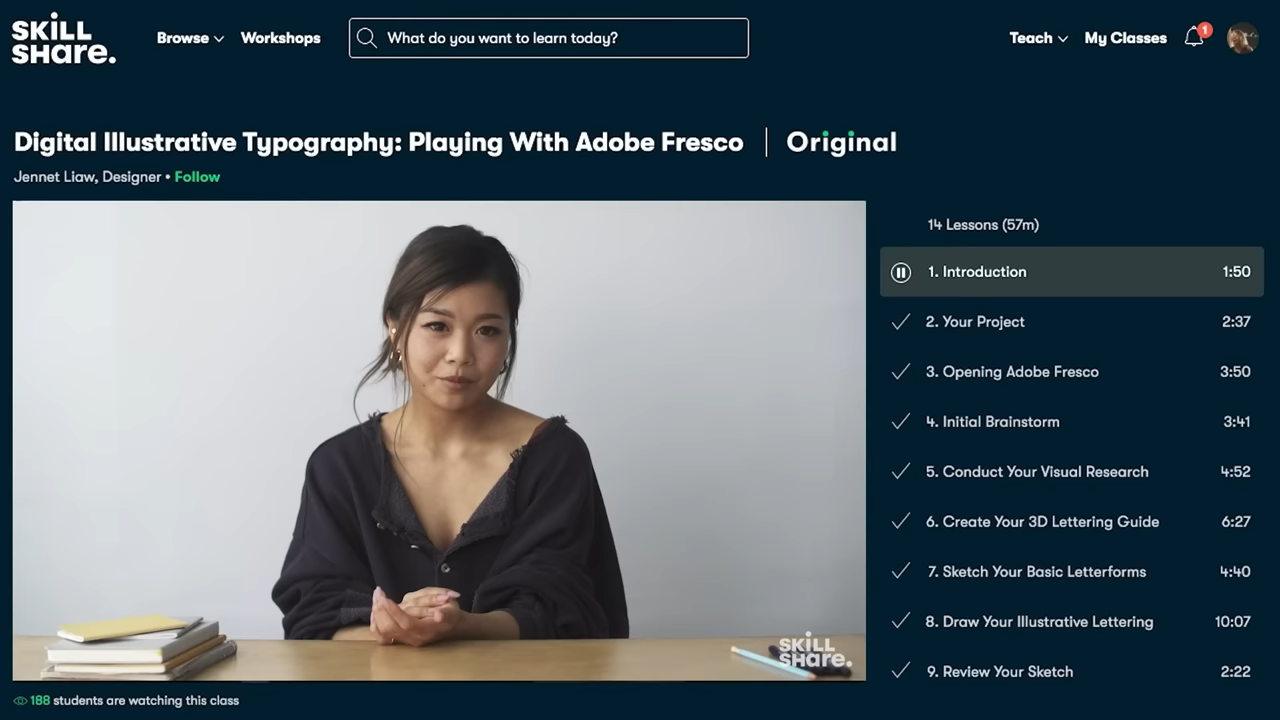 SKILL
SHare.
Browse
Workshops
What do you want to learn today?
Teach
My Classes
1
Digital Illustrative Typography: Playing With Adobe Fresco | Original
Jennet Liaw, Designer • Follow
14 Lessons (57m)
1. Introduction 1:50
2. Your Project 2:37
3. Opening Adobe Fresco 3:50
4. Initial Brainstorm 3:41
5. Conduct Your Visual Research 4:52
6. Create Your 3D Lettering Guide 6:27
7. Sketch Your Basic Letterforms 4:40
8. Draw Your Illustrative Lettering 10:07
9. Review Your Sketch 2:22
SKILL
SHare.
188 students are watching this class